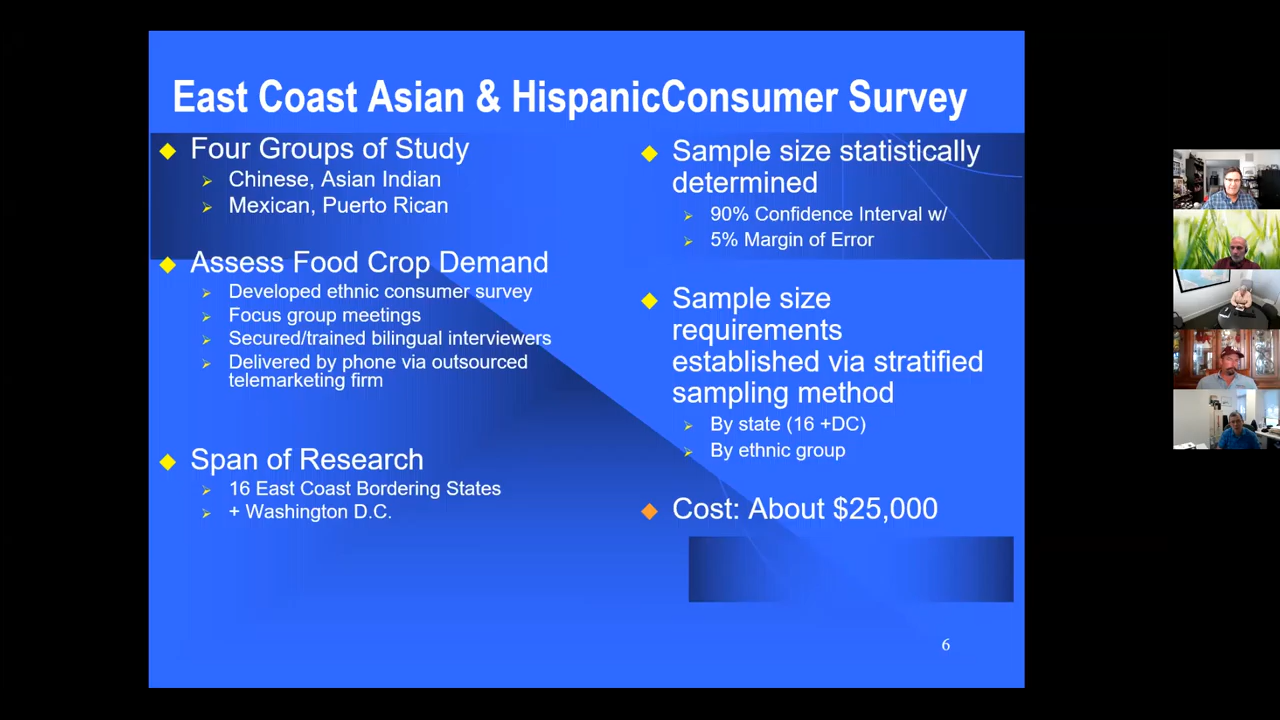 East Coast Asian & HispanicConsumer Survey
Four Groups of Study
Chinese, Asian Indian
Mexican, Puerto Rican
Assess Food Crop Demand
Developed ethnic consumer survey
Focus group meetings
Secured/trained bilingual interviewers
Delivered by phone via outsourced
telemarketing firm
Span of Research
16 East Coast Bordering States
+ Washington D.C.
Sample size statistically
determined
90% Confidence Interval w/
5% Margin of Error
Sample size
requirements
established via stratified
sampling method
By state (16 +DC)
By ethnic group
Cost: About $25,000
6